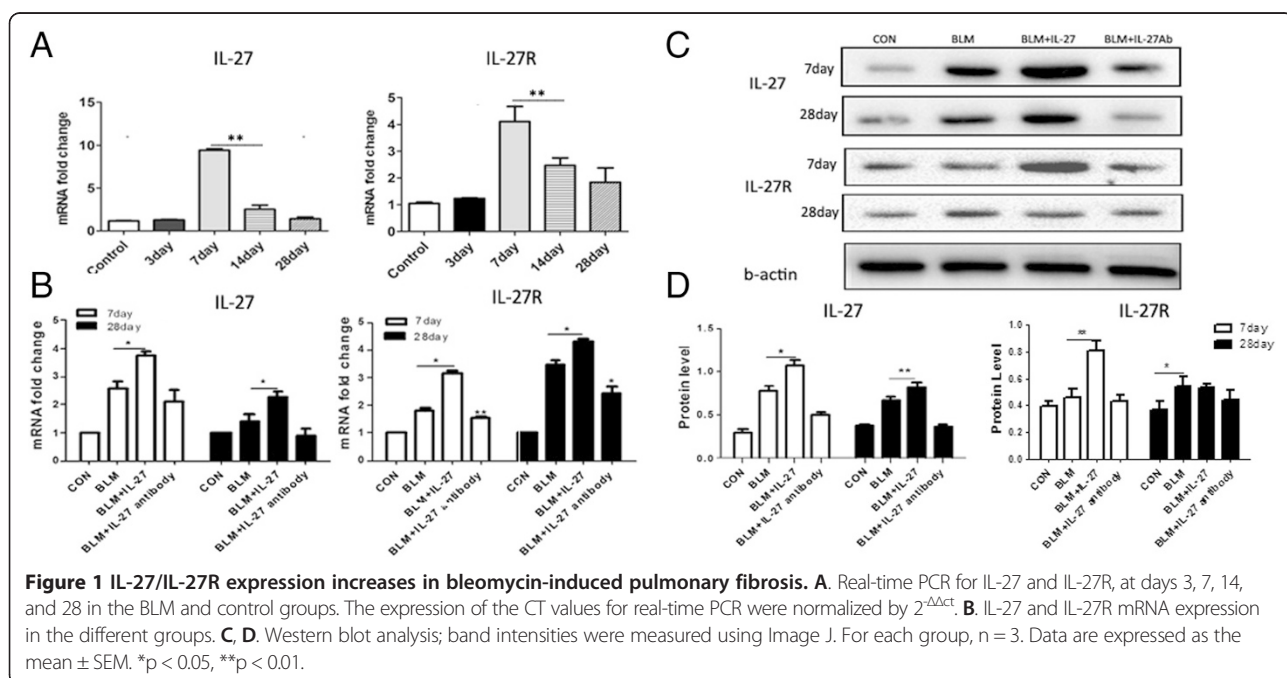 A
IL-27
mRNA fold change
15
10
5
0
**
Control
3day
7day
14day
28day
IL-27R
mRNA fold change
5
4
3
2
1
0
**
Control
3day
7day
14day
28day
B
IL-27
mRNA fold change
5
4
3
2
1
0
7day
28day
*
*
CON
BLM
BLM+IL-27
BLM+IL-27 antibody
CON
BLM
BLM+IL-27
BLM+IL-27 antibody
IL-27R
mRNA fold change
5
4
3
2
1
0
7day
28day
*
**
*
*
CON
BLM
BLM+IL-27
BLM+IL-27 antibody
CON
BLM
BLM+IL-27
BLM+IL-27 antibody
C
CON BLM BLM+IL-27 BLM+IL-27Ab
IL-27
7day
28day
IL-27R
7day
28day
b-actin
D
IL-27
Protein level
1.5
1.0
0.5
0.0
*
**
CON
BLM
BLM+IL-27
BLM+IL-27 antibody
CON
BLM
BLM+IL-27
BLM+IL-27 antibody
IL-27R
Protein Level
1.0
0.8
0.6
0.4
0.2
0.0
7day
28day
**
*
CON
BLM
BLM+IL-27
BLM+IL-27 antibody
CON
BLM
BLM+IL-27
BLM+IL-27 antibody
Figure 1 IL-27/IL-27R expression increases in bleomycin-induced pulmonary fibrosis. A. Real-time PCR for IL-27 and IL-27R, at days 3, 7, 14,
and 28 in the BLM and control groups. The expression of the CT values for real-time PCR were normalized by 2^-ΔΔct. B. IL-27 and IL-27R mRNA expression
in the different groups. C, D. Western blot analysis; band intensities were measured using Image J. For each group, n = 3. Data are expressed as the
mean ± SEM. *p < 0.05, **p < 0.01.